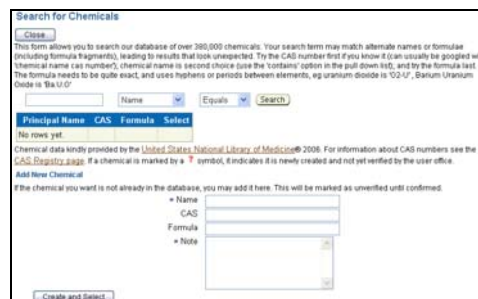 Search for Chemicals
Close
This form allows you to search our database of over 380,000 chemicals. Your search term may match alternate names or formulae
(including formula fragments), leading to results that look unexpected. Try the CAS number first if you know it (can usually be googled wi
'chemical name cas number'); chemical name is second choice (use the 'contains' option in the pull down list); and try the formula last.
The formula needs to be quite exact, and uses hyphens or periods between elements, eg uranium dioxide is 'O2-U', Barium Uranium
Oxide is 'Ba.U.O'
Name Equals Search
Principal Name CAS Formula Select
No rows yet.
Chemical data kindly provided by the United States National Library of Medicine® 2006. For information about CAS numbers see the
CAS Registry page. If a chemical is marked by a ? symbol, it indicates it is newly created and not yet verified by the user office.
Add New Chemical
If the chemical you want is not already in the database, you may add it here. This will be marked as unverified until confirmed.
* Name
CAS
Formula
* Note
Create and Select